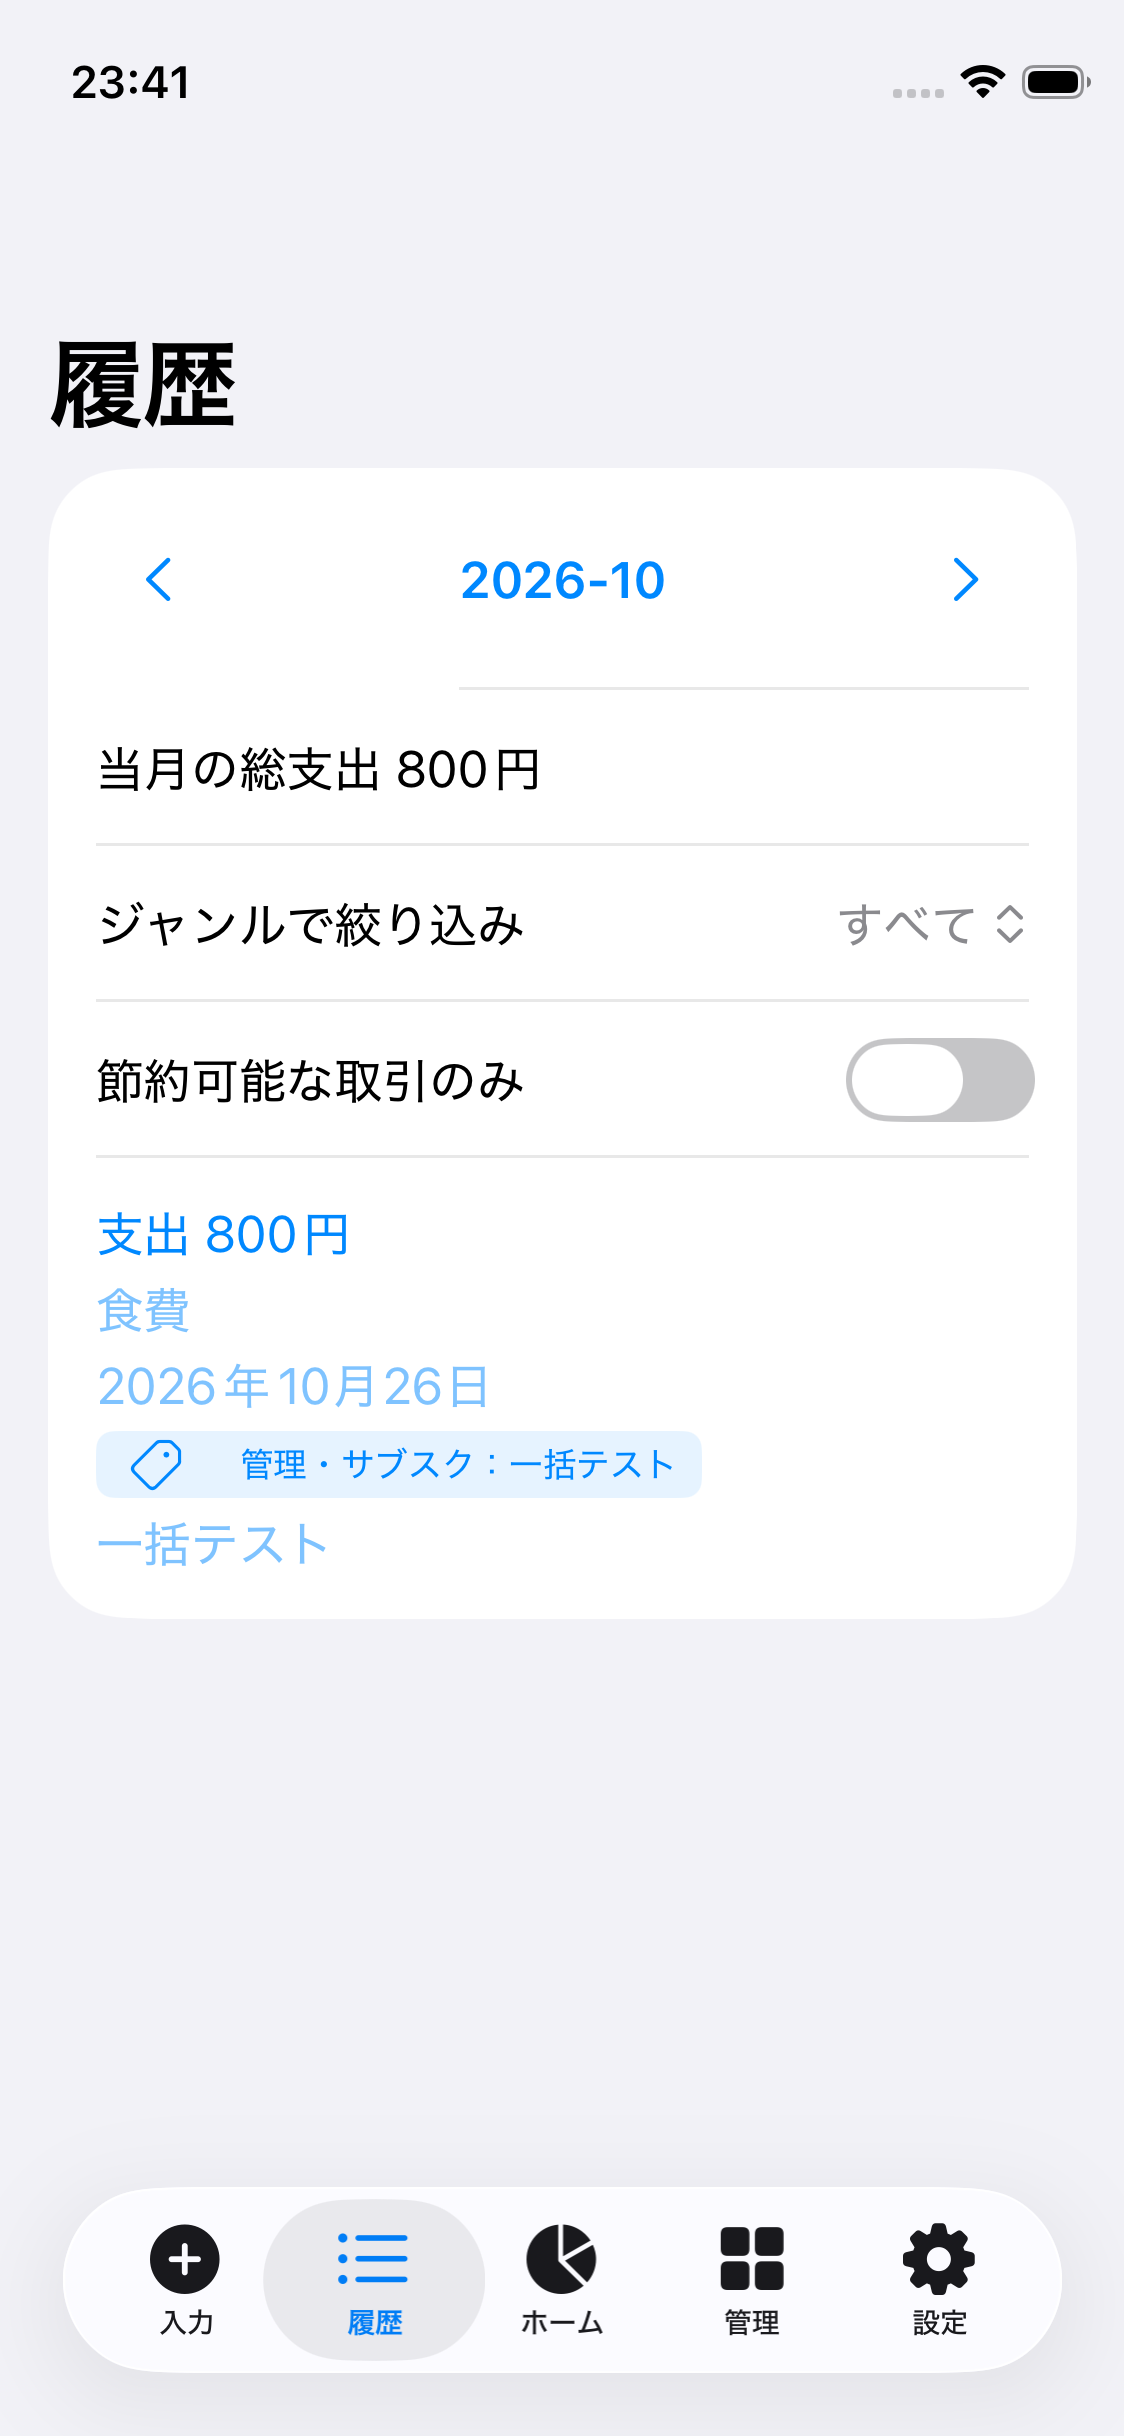 23:41
履歴
2026-10
当月の総支出 800円
ジャンルで絞り込み すべて
節約可能な取引のみ
支出 800円
食費
2026年10月26日
管理・サブスク：一括テスト
一括テスト
入力 履歴 ホーム 管理 設定